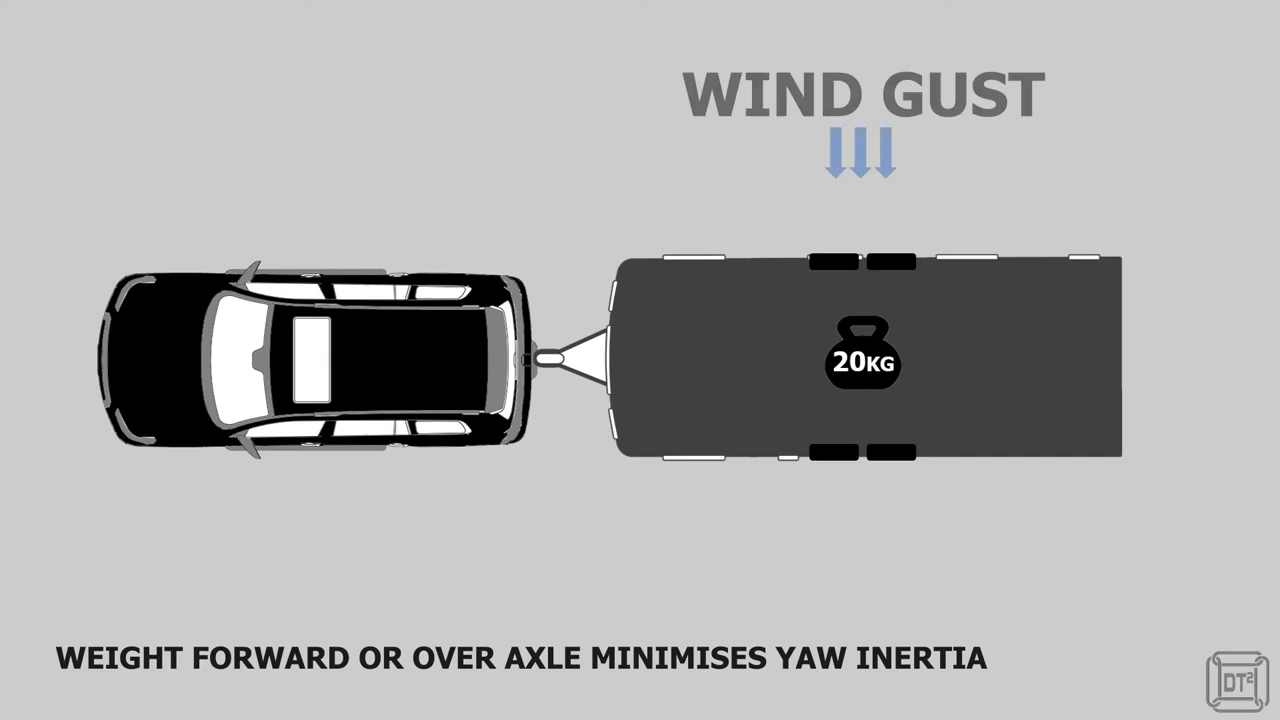 WIND GUST
20KG
WEIGHT FORWARD OR OVER AXLE MINIMISES YAW INERTIA
DT²